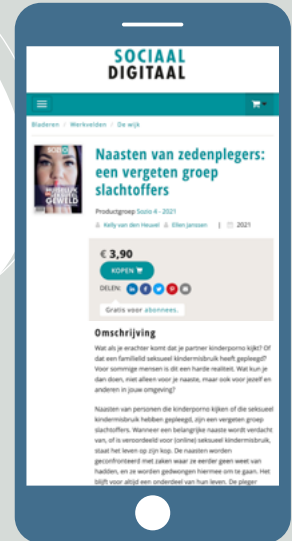 SOCIAAL
DIGITAAL
Bladeren / Werkvelden / De wijk
SOZIO
GEWELD
Naasten van zedenplegers:
een vergeten groep
slachtoffers
Productgroep Sozio 4 - 2021
Kelly van den Heuvel Ellen Janssen | 2021
€ 3,90
KOPEN
DELEN:
Gratis voor abonnees.
Omschrijving
Wat als je erachter komt dat je partner kinderporno kijkt? Of
dat een familielid seksueel kindermisbruik heeft gepleegd?
Voor sommige mensen is dit een harde realiteit. Wat kun je
dan doen, niet alleen voor je naaste, maar ook voor jezelf en
anderen in jouw omgeving?
Naasten van personen die kinderporno kijken of die seksueel
kindermisbruik hebben gepleegd, zijn een vergeten groep
slachtoffers. Wanneer een belangrijke naaste wordt verdacht
van, of is veroordeeld voor (online) seksueel kindermisbruik,
staat het leven op zijn kop. De naasten worden
geconfronteerd met zaken waar ze eerder geen weet van
hadden, en ze worden gedwongen hiermee om te gaan. Het
blijft voor altijd een onderdeel van hun leven. De pleger